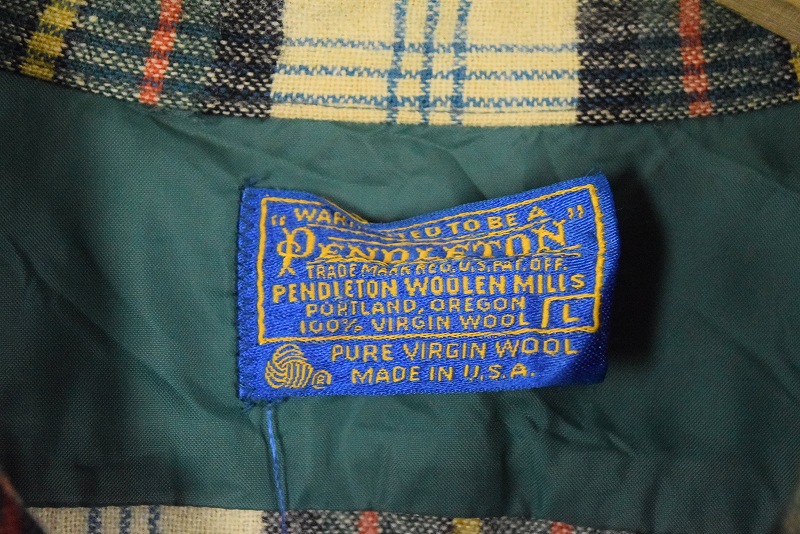 "WARRANTED TO BE A
PENDLETON"
TRADE MARK REG. U.S. PAT. OFF.
PENDLETON WOOLEN MILLS
PORTLAND, OREGON
100% VIRGIN WOOL L
PURE VIRGIN WOOL
MADE IN U.S.A.